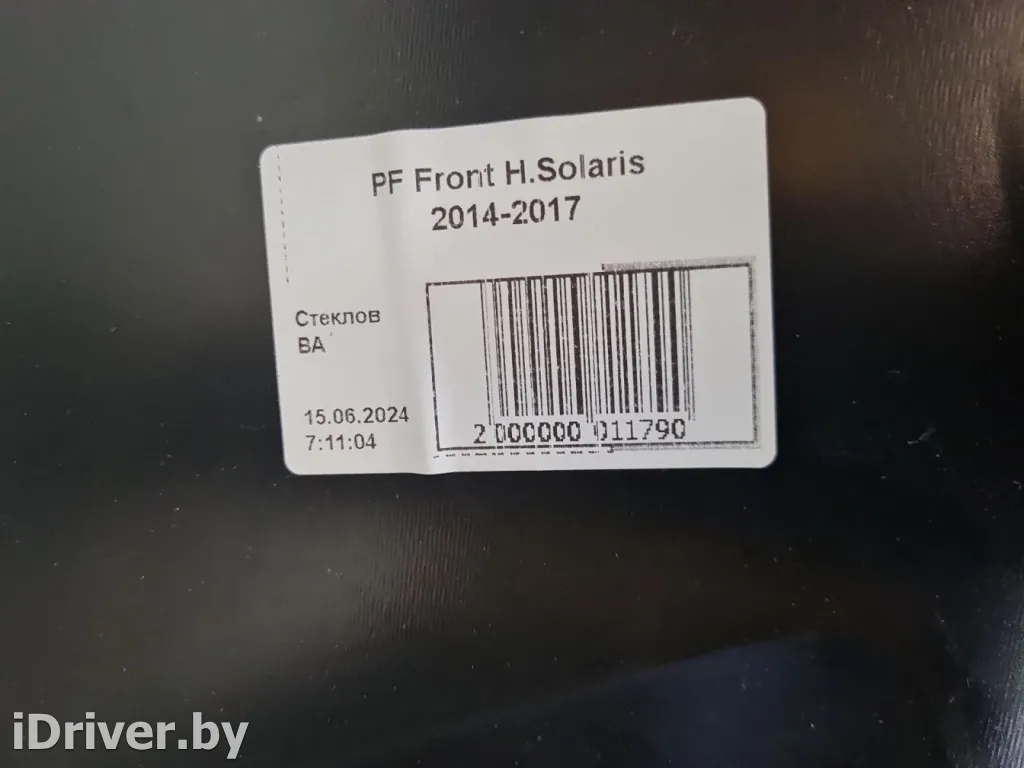 PF Front H.Solaris
2014-2017
Стеклов
ВА
15.06.2024
7:11:04
2 000000 011790
iDriver.by